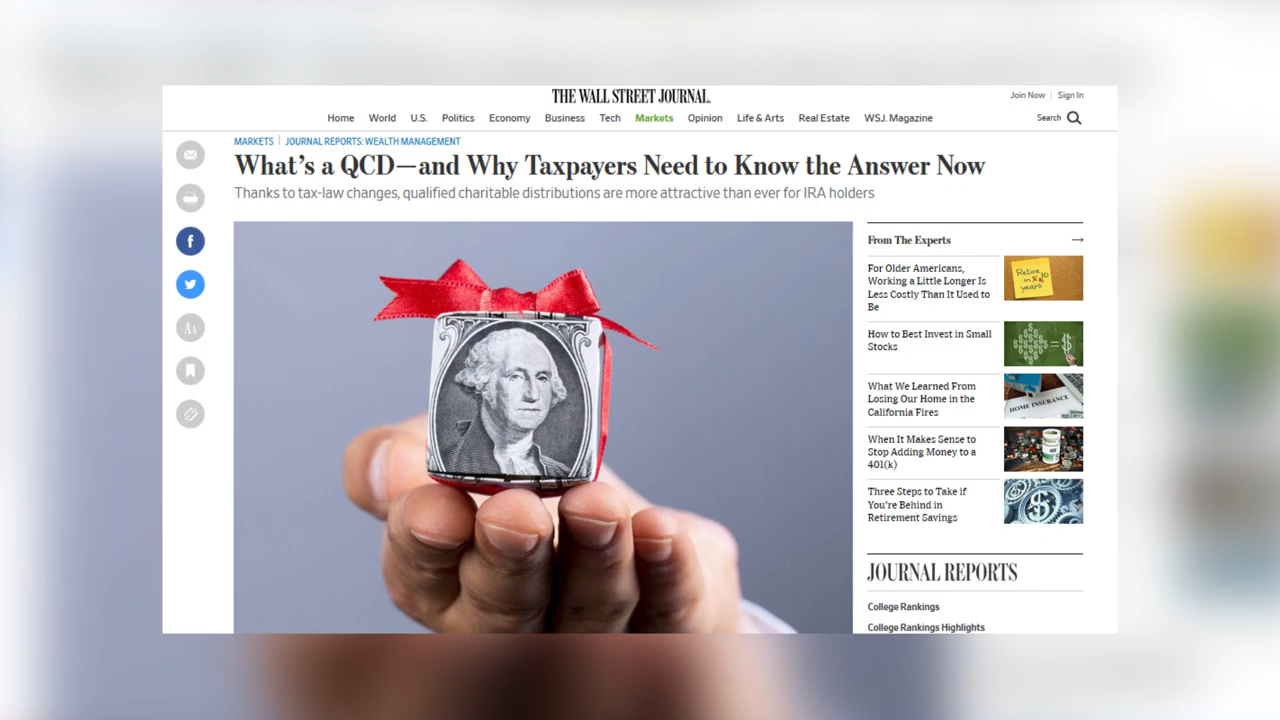 THE WALL STREET JOURNAL.
Join Now | Sign In
Home World U.S. Politics Economy Business Tech Markets Opinion Life & Arts Real Estate WSJ. Magazine
Search
MARKETS | JOURNAL REPORTS: WEALTH MANAGEMENT
What's a QCD—and Why Taxpayers Need to Know the Answer Now
Thanks to tax-law changes, qualified charitable distributions are more attractive than ever for IRA holders
f
AA
From The Experts
For Older Americans,
Working a Little Longer Is
Less Costly Than It Used to
Be
Retire
in
years
How to Best Invest in Small
Stocks
What We Learned From
Losing Our Home in the
California Fires
HOME INSURANCE
When It Makes Sense to
Stop Adding Money to a
401(k)
Three Steps to Take if
You're Behind in
Retirement Savings
JOURNAL REPORTS
College Rankings
College Rankings Highlights